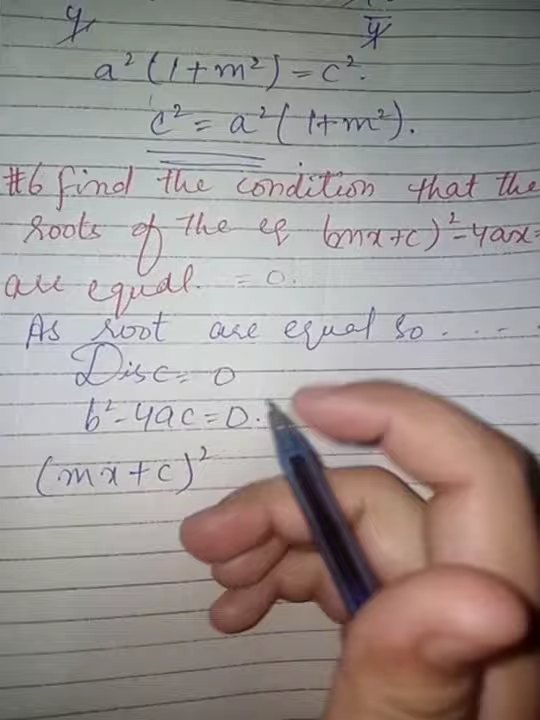 y
y
a² (1+m²) = c².
c² = a² (1+m²).
#6 find the condition that the
roots of the eq (mx+c)² - 4ax =
are equal. = 0.
As root are equal so ....
Disc = 0
b² - 4ac = 0.
(mx + c)²